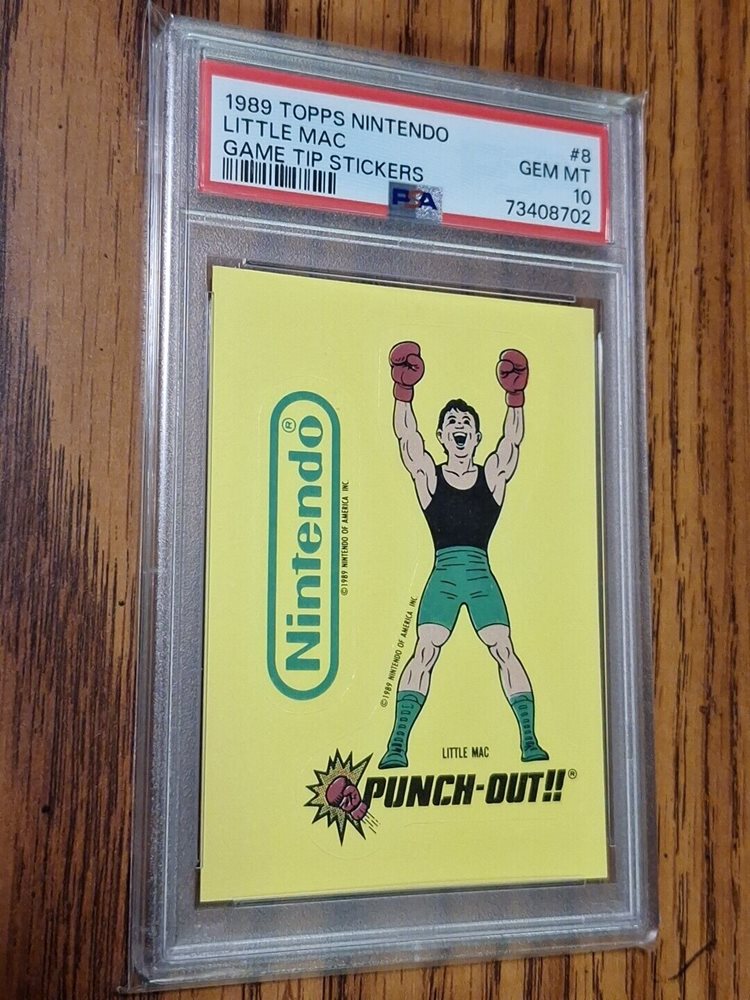 1989 TOPPS NINTENDO
LITTLE MAC
GAME TIP STICKERS
#8
GEM MT
10
73408702
PSA
Nintendo®
©1989 NINTENDO OF AMERICA INC.
©1989 NINTENDO OF AMERICA INC.
LITTLE MAC
PUNCH-OUT!!®